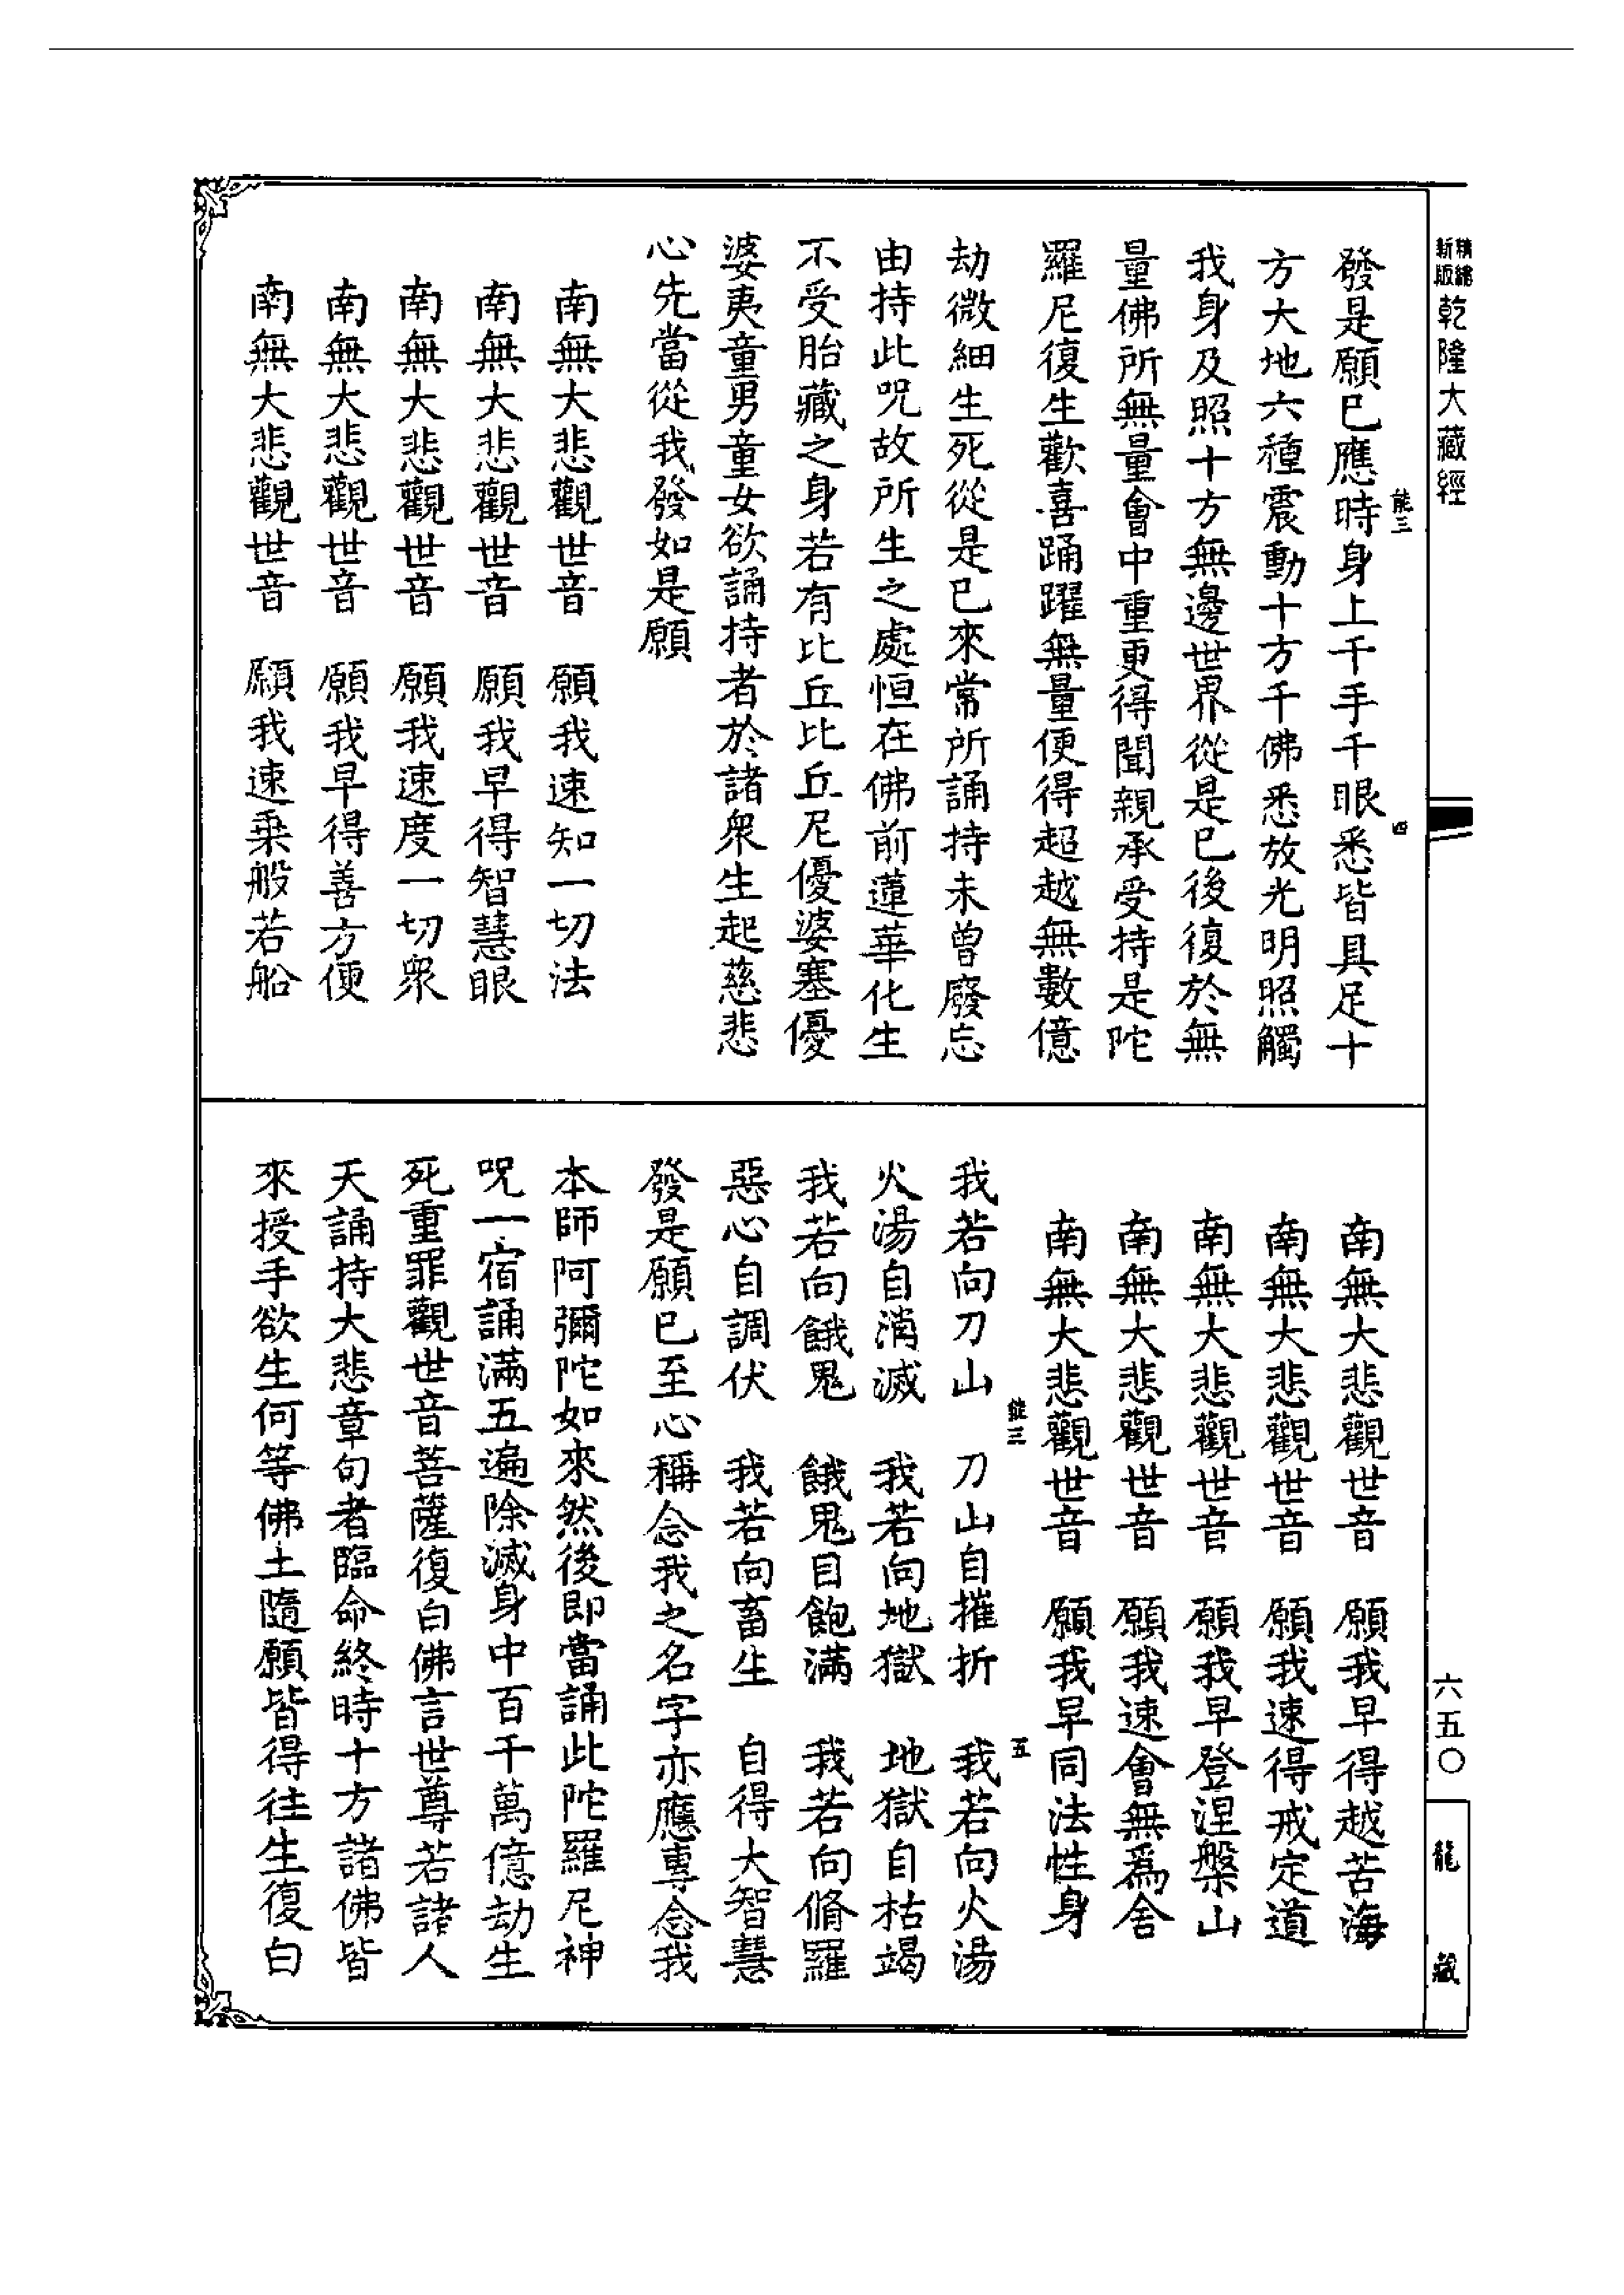 精縮新版乾隆大藏經
能三
四
發是願已應時身上千手千眼悉皆具足十
方大地六種震動十方千佛悉放光明照觸
我身及照十方無邊世界從是已後復於無
量佛所無量會中重更得聞親承受持是陀
羅尼復生歡喜踊躍無量便得超越無數億
劫微細生死從是已來常所誦持未曾廢忘
由持此咒故所生之處恒在佛前蓮華化生
不受胎藏之身若有比丘比丘尼優婆塞優
婆夷童男童女欲誦持者於諸衆生起慈悲
心先當從我發如是願
南無大悲觀世音　願我速知一切法
南無大悲觀世音　願我早得智慧眼
南無大悲觀世音　願我速度一切衆
南無大悲觀世音　願我早得善方便
南無大悲觀世音　願我速乗般若船
南無大悲觀世音　願我早得越苦海
南無大悲觀世音　願我速得戒定道
南無大悲觀世音　願我早登涅槃山
南無大悲觀世音　願我速會無爲舍
南無大悲觀世音　願我早同法性身
三
五
我若向刀山　刀山自摧折　我若向火湯
火湯自消滅　我若向地獄　地獄自枯竭
我若向餓鬼　餓鬼自飽滿　我若向脩羅
惡心自調伏　我若向畜生　自得大智慧
發是願已至心稱念我之名字亦應專念我
本師阿彌陀如來然後即當誦此陀羅尼神
咒一宿誦滿五遍除滅身中百千萬億劫生
死重罪觀世音菩薩復白佛言世尊若諸人
天誦持大悲章句者臨命終時十方諸佛皆
來授手欲生何等佛土隨願皆得往生復白
六五〇
龍藏